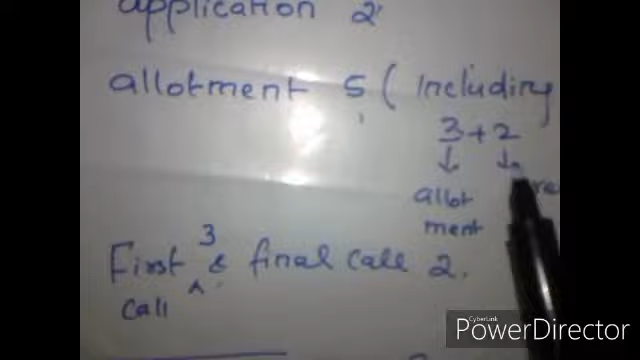 application 2
allotment 5 ( Including
3+2
allot
ment
3
First & final call 2.
call
CyberLink
PowerDirector